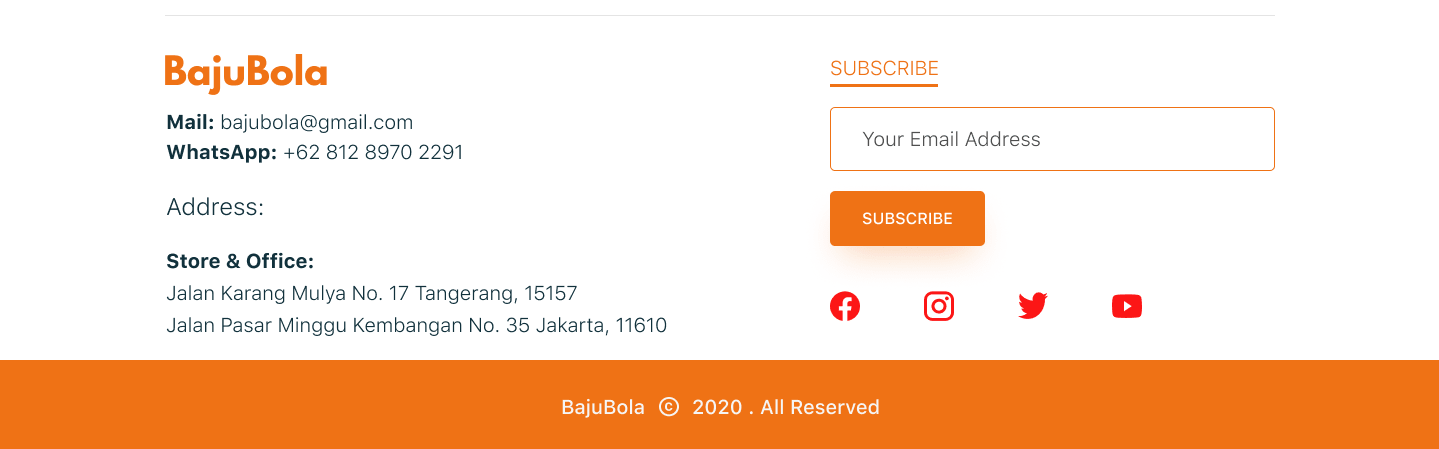 BajuBola
Mail: bajubola@gmail.com
WhatsApp: +62 812 8970 2291
Address:
Store & Office:
Jalan Karang Mulya No. 17 Tangerang, 15157
Jalan Pasar Minggu Kembangan No. 35 Jakarta, 11610
SUBSCRIBE
Your Email Address
SUBSCRIBE
BajuBola © 2020 . All Reserved